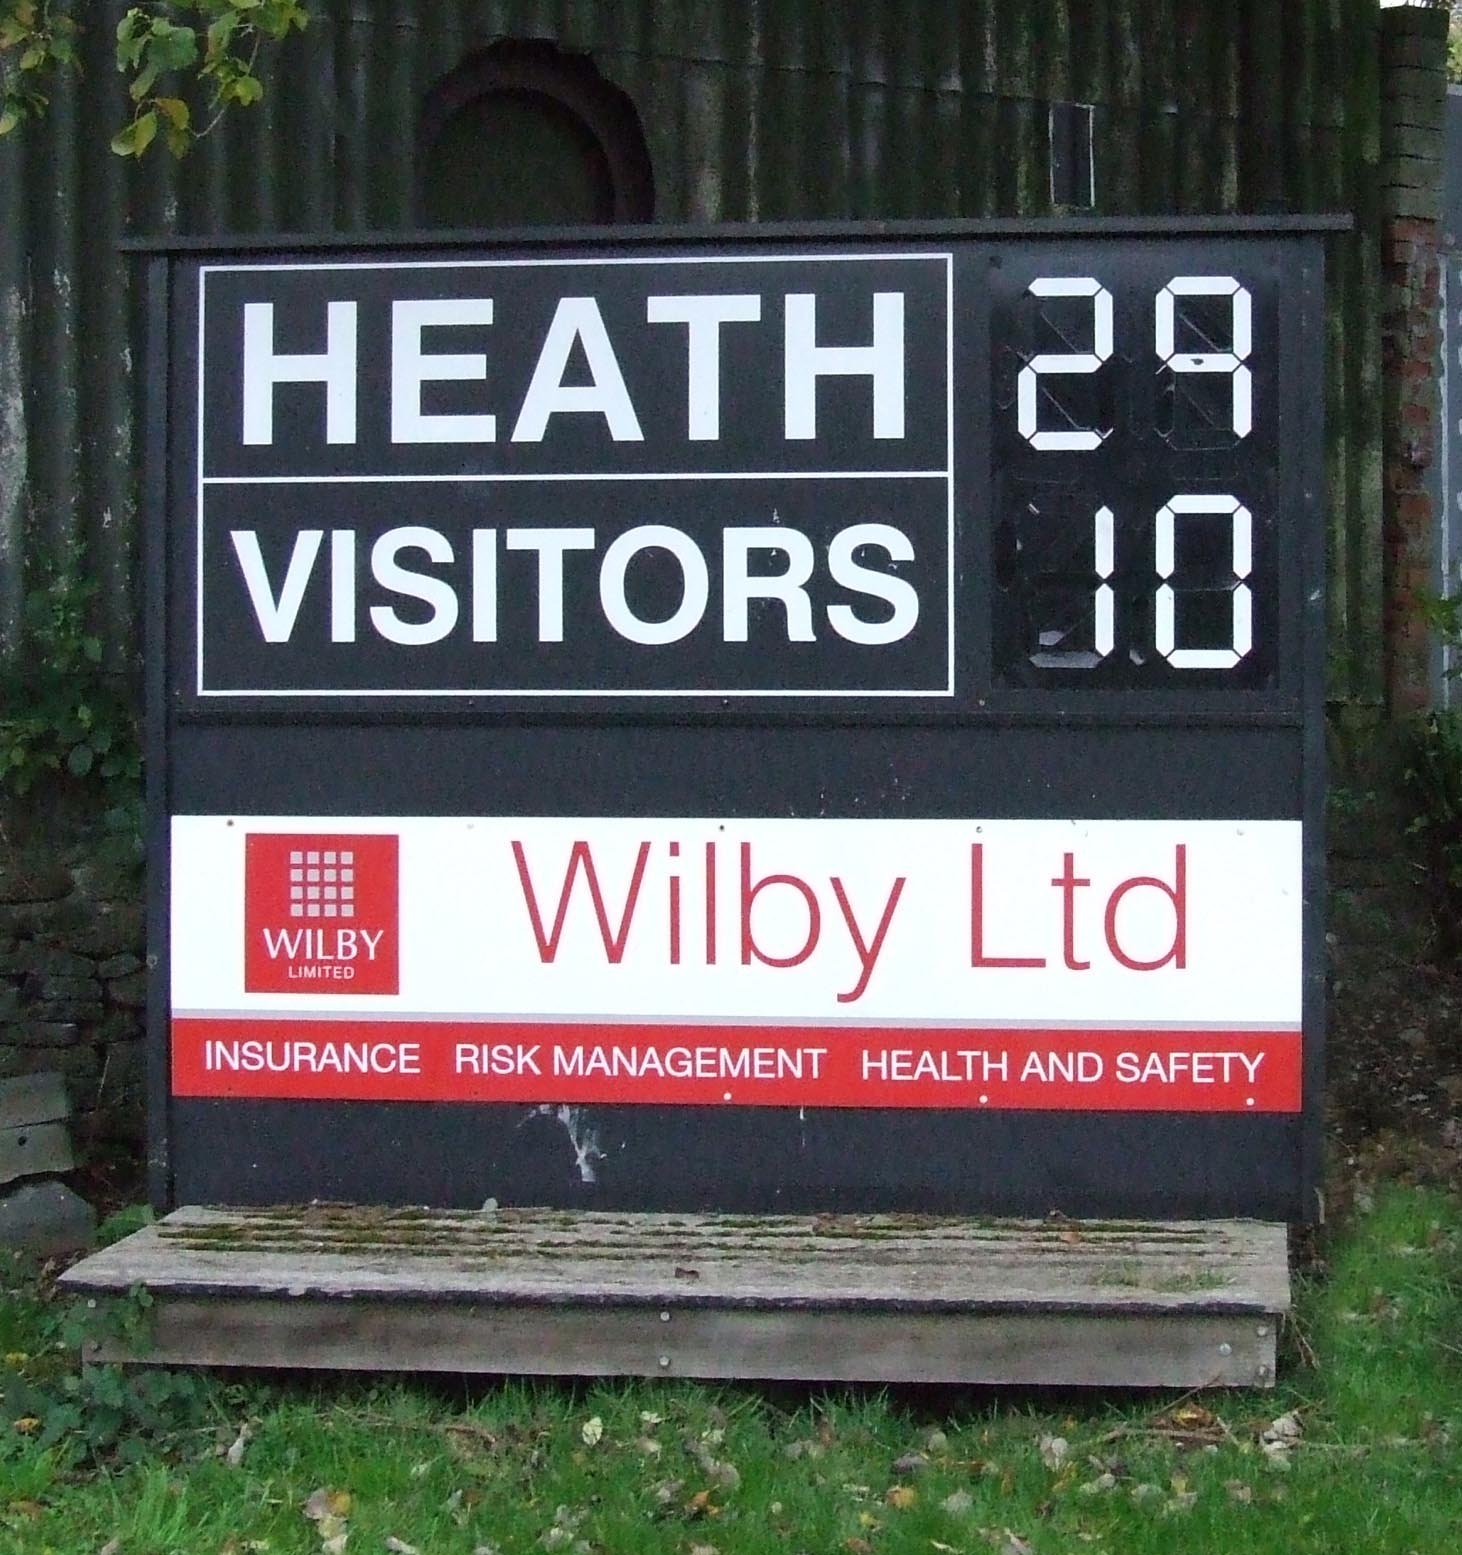 HEATH 29
VISITORS 10
WILBY
LIMITED
Wilby Ltd
INSURANCE RISK MANAGEMENT HEALTH AND SAFETY